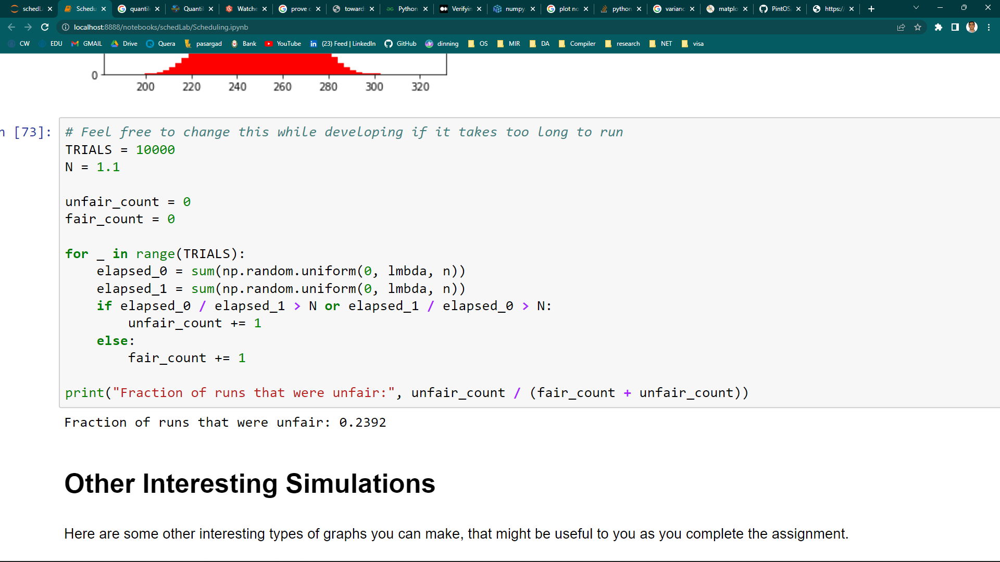 schedL Schedu quantil Quantil Watche prove c toward Python Verifyin numpy. plot no python varianc matplo PintOS. https:/
localhost:8888/notebooks/schedLab/Scheduling.ipynb
CW EDU GMAIL Drive Quera pasargad Bank YouTube (23) Feed | LinkedIn GitHub dinning OS MIR DA Compiler research NET visa
0
200 220 240 260 280 300 320
n [73]:
# Feel free to change this while developing if it takes too long to run
TRIALS = 10000
N = 1.1
unfair_count = 0
fair_count = 0
for _ in range(TRIALS):
elapsed_0 = sum(np.random.uniform(0, lmbda, n))
elapsed_1 = sum(np.random.uniform(0, lmbda, n))
if elapsed_0 / elapsed_1 > N or elapsed_1 / elapsed_0 > N:
unfair_count += 1
else:
fair_count += 1
print("Fraction of runs that were unfair:", unfair_count / (fair_count + unfair_count))
Fraction of runs that were unfair: 0.2392
Other Interesting Simulations
Here are some other interesting types of graphs you can make, that might be useful to you as you complete the assignment.